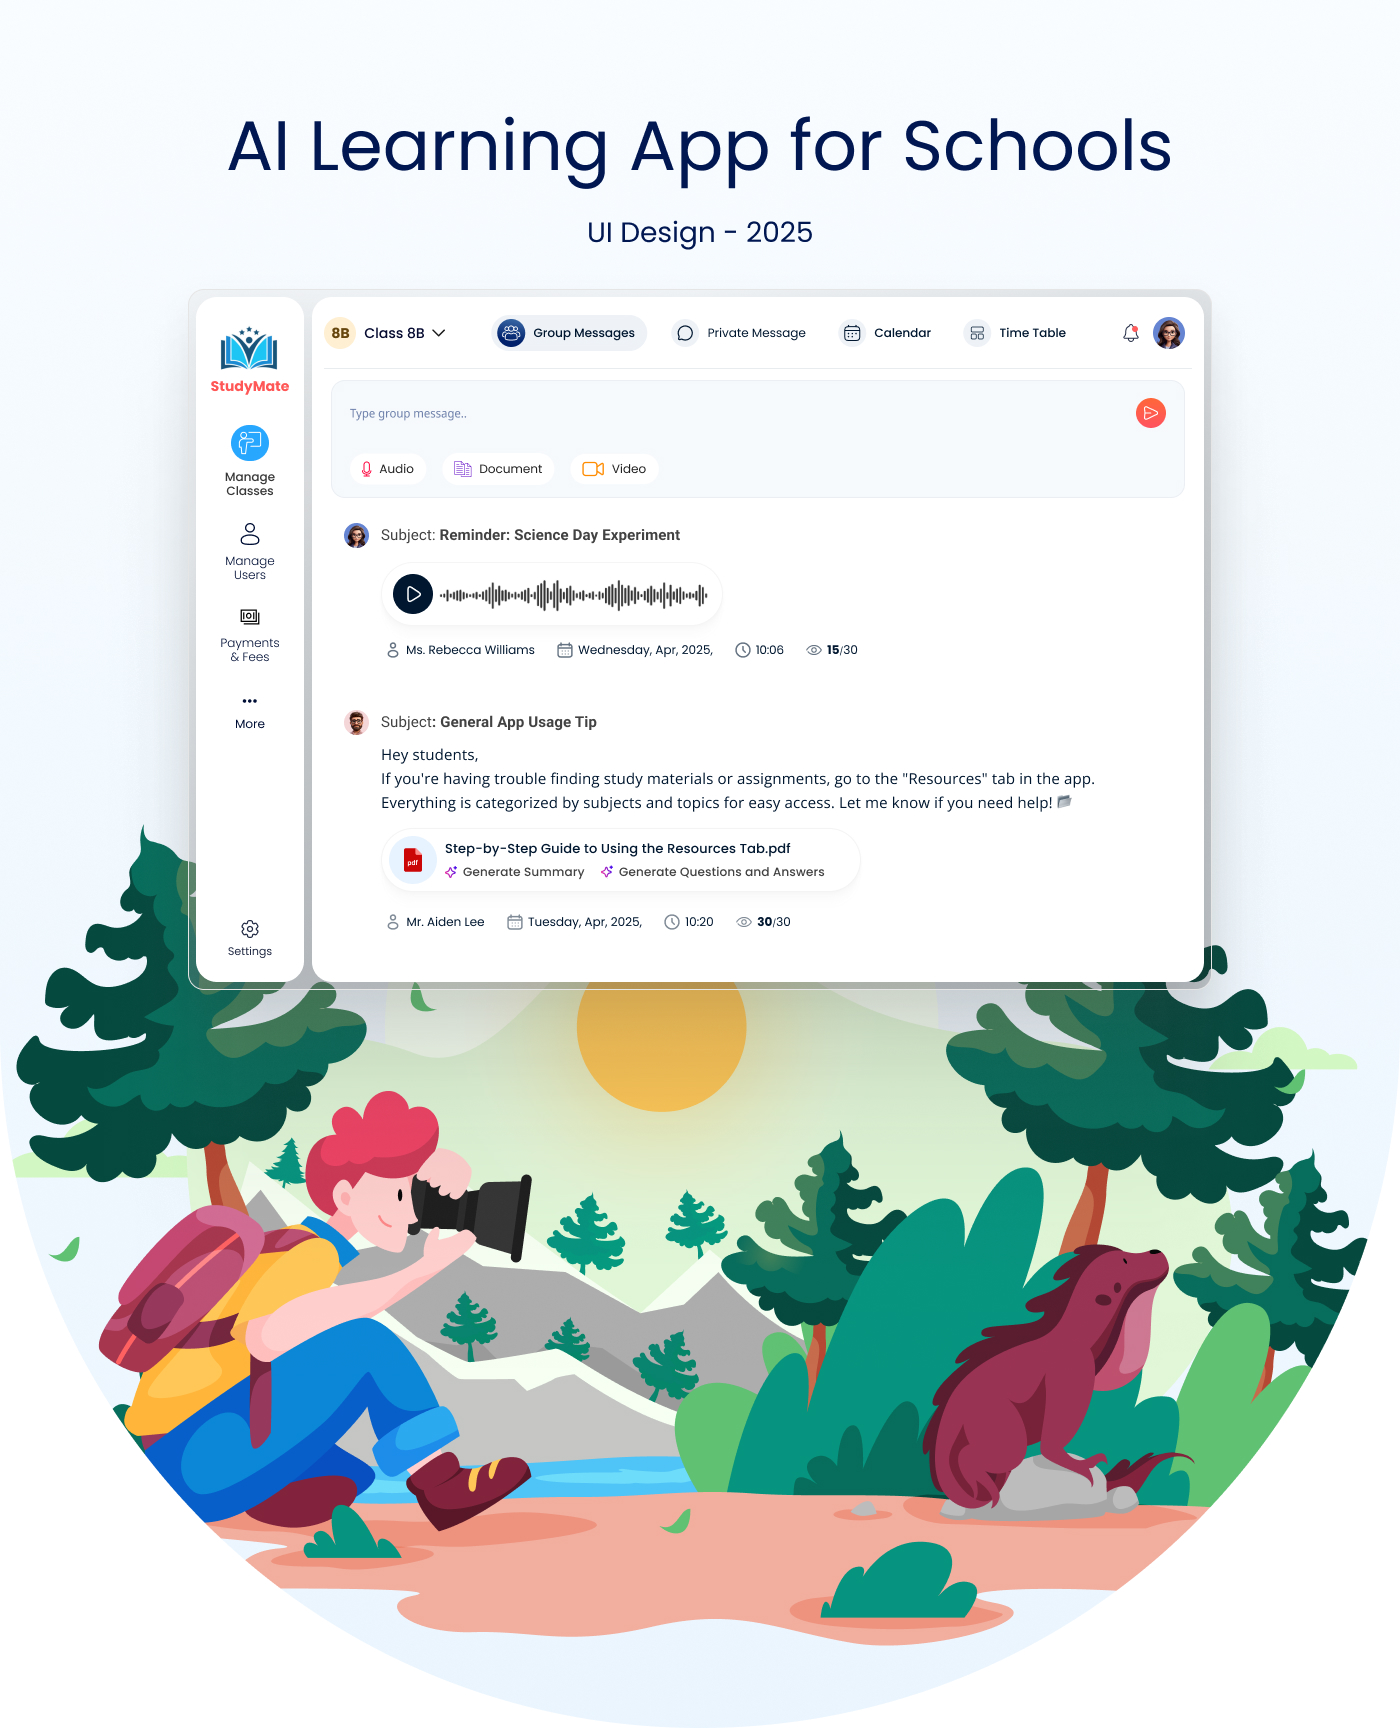 AI Learning App for Schools
UI Design - 2025
StudyMate
Manage
Classes
Manage
Users
Payments
& Fees
More
Settings
8B Class 8B
Group Messages
Private Message
Calendar
Time Table
Type group message..
Audio
Document
Video
Subject: Reminder: Science Day Experiment
Ms. Rebecca Williams Wednesday, Apr, 2025, 10:06 15/30
Subject: General App Usage Tip
Hey students,
If you're having trouble finding study materials or assignments, go to the "Resources" tab in the app.
Everything is categorized by subjects and topics for easy access. Let me know if you need help!
pdf
Step-by-Step Guide to Using the Resources Tab.pdf
Generate Summary Generate Questions and Answers
Mr. Aiden Lee Tuesday, Apr, 2025, 10:20 30/30